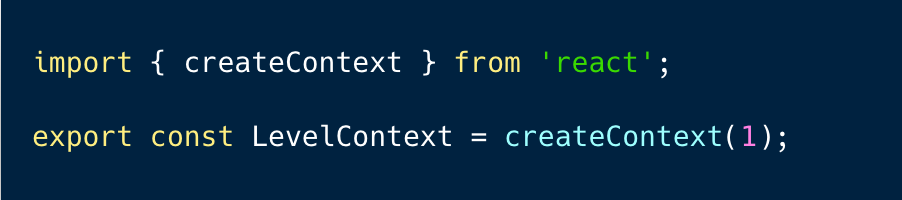 import { createContext } from 'react';
export const LevelContext = createContext(1);